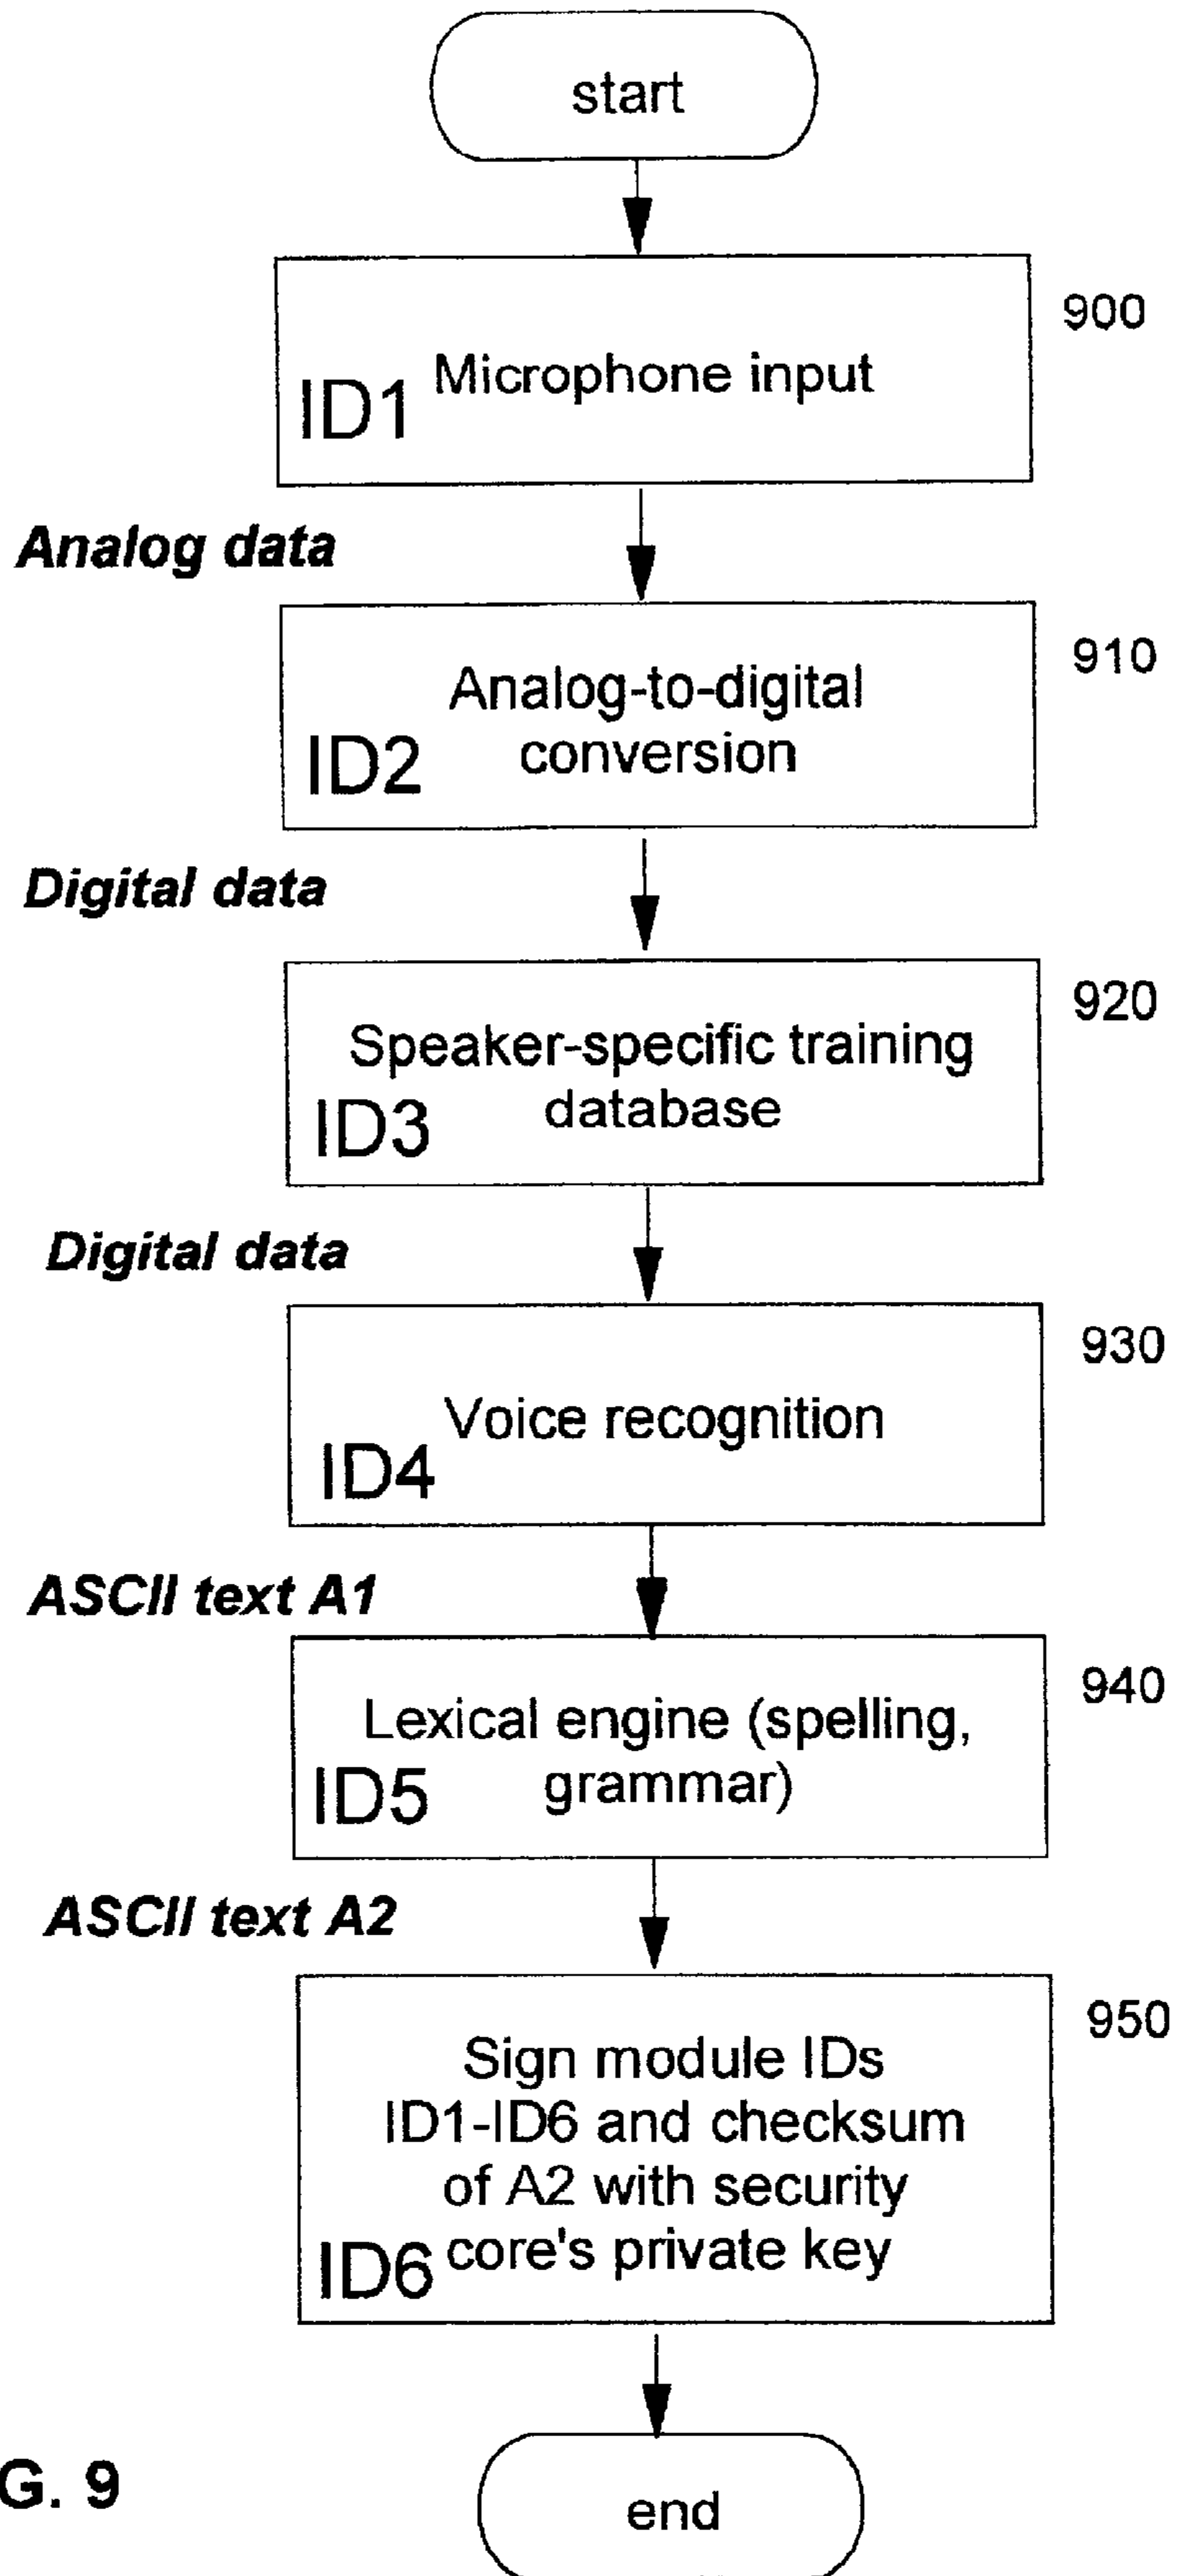 start
900
Microphone input
ID1
Analog data
910
Analog-to-digital
conversion
ID2
Digital data
920
Speaker-specific training
database
ID3
Digital data
930
Voice recognition
ID4
ASCII text A1
940
Lexical engine (spelling,
grammar)
ID5
ASCII text A2
950
Sign module IDs
ID1-ID6 and checksum
of A2 with security
core's private key
ID6
G. 9
end